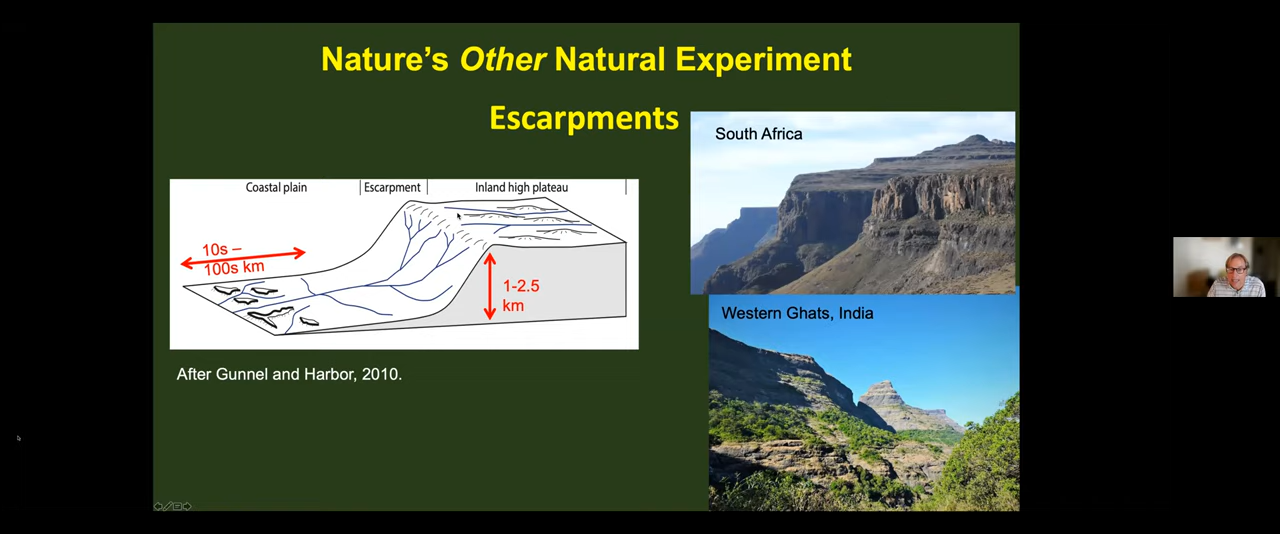 Nature's Other Natural Experiment
Escarpments
Coastal plain
Escarpment
Inland high plateau
10s –
100s km
1-2.5
km
After Gunnel and Harbor, 2010.
South Africa
Western Ghats, India